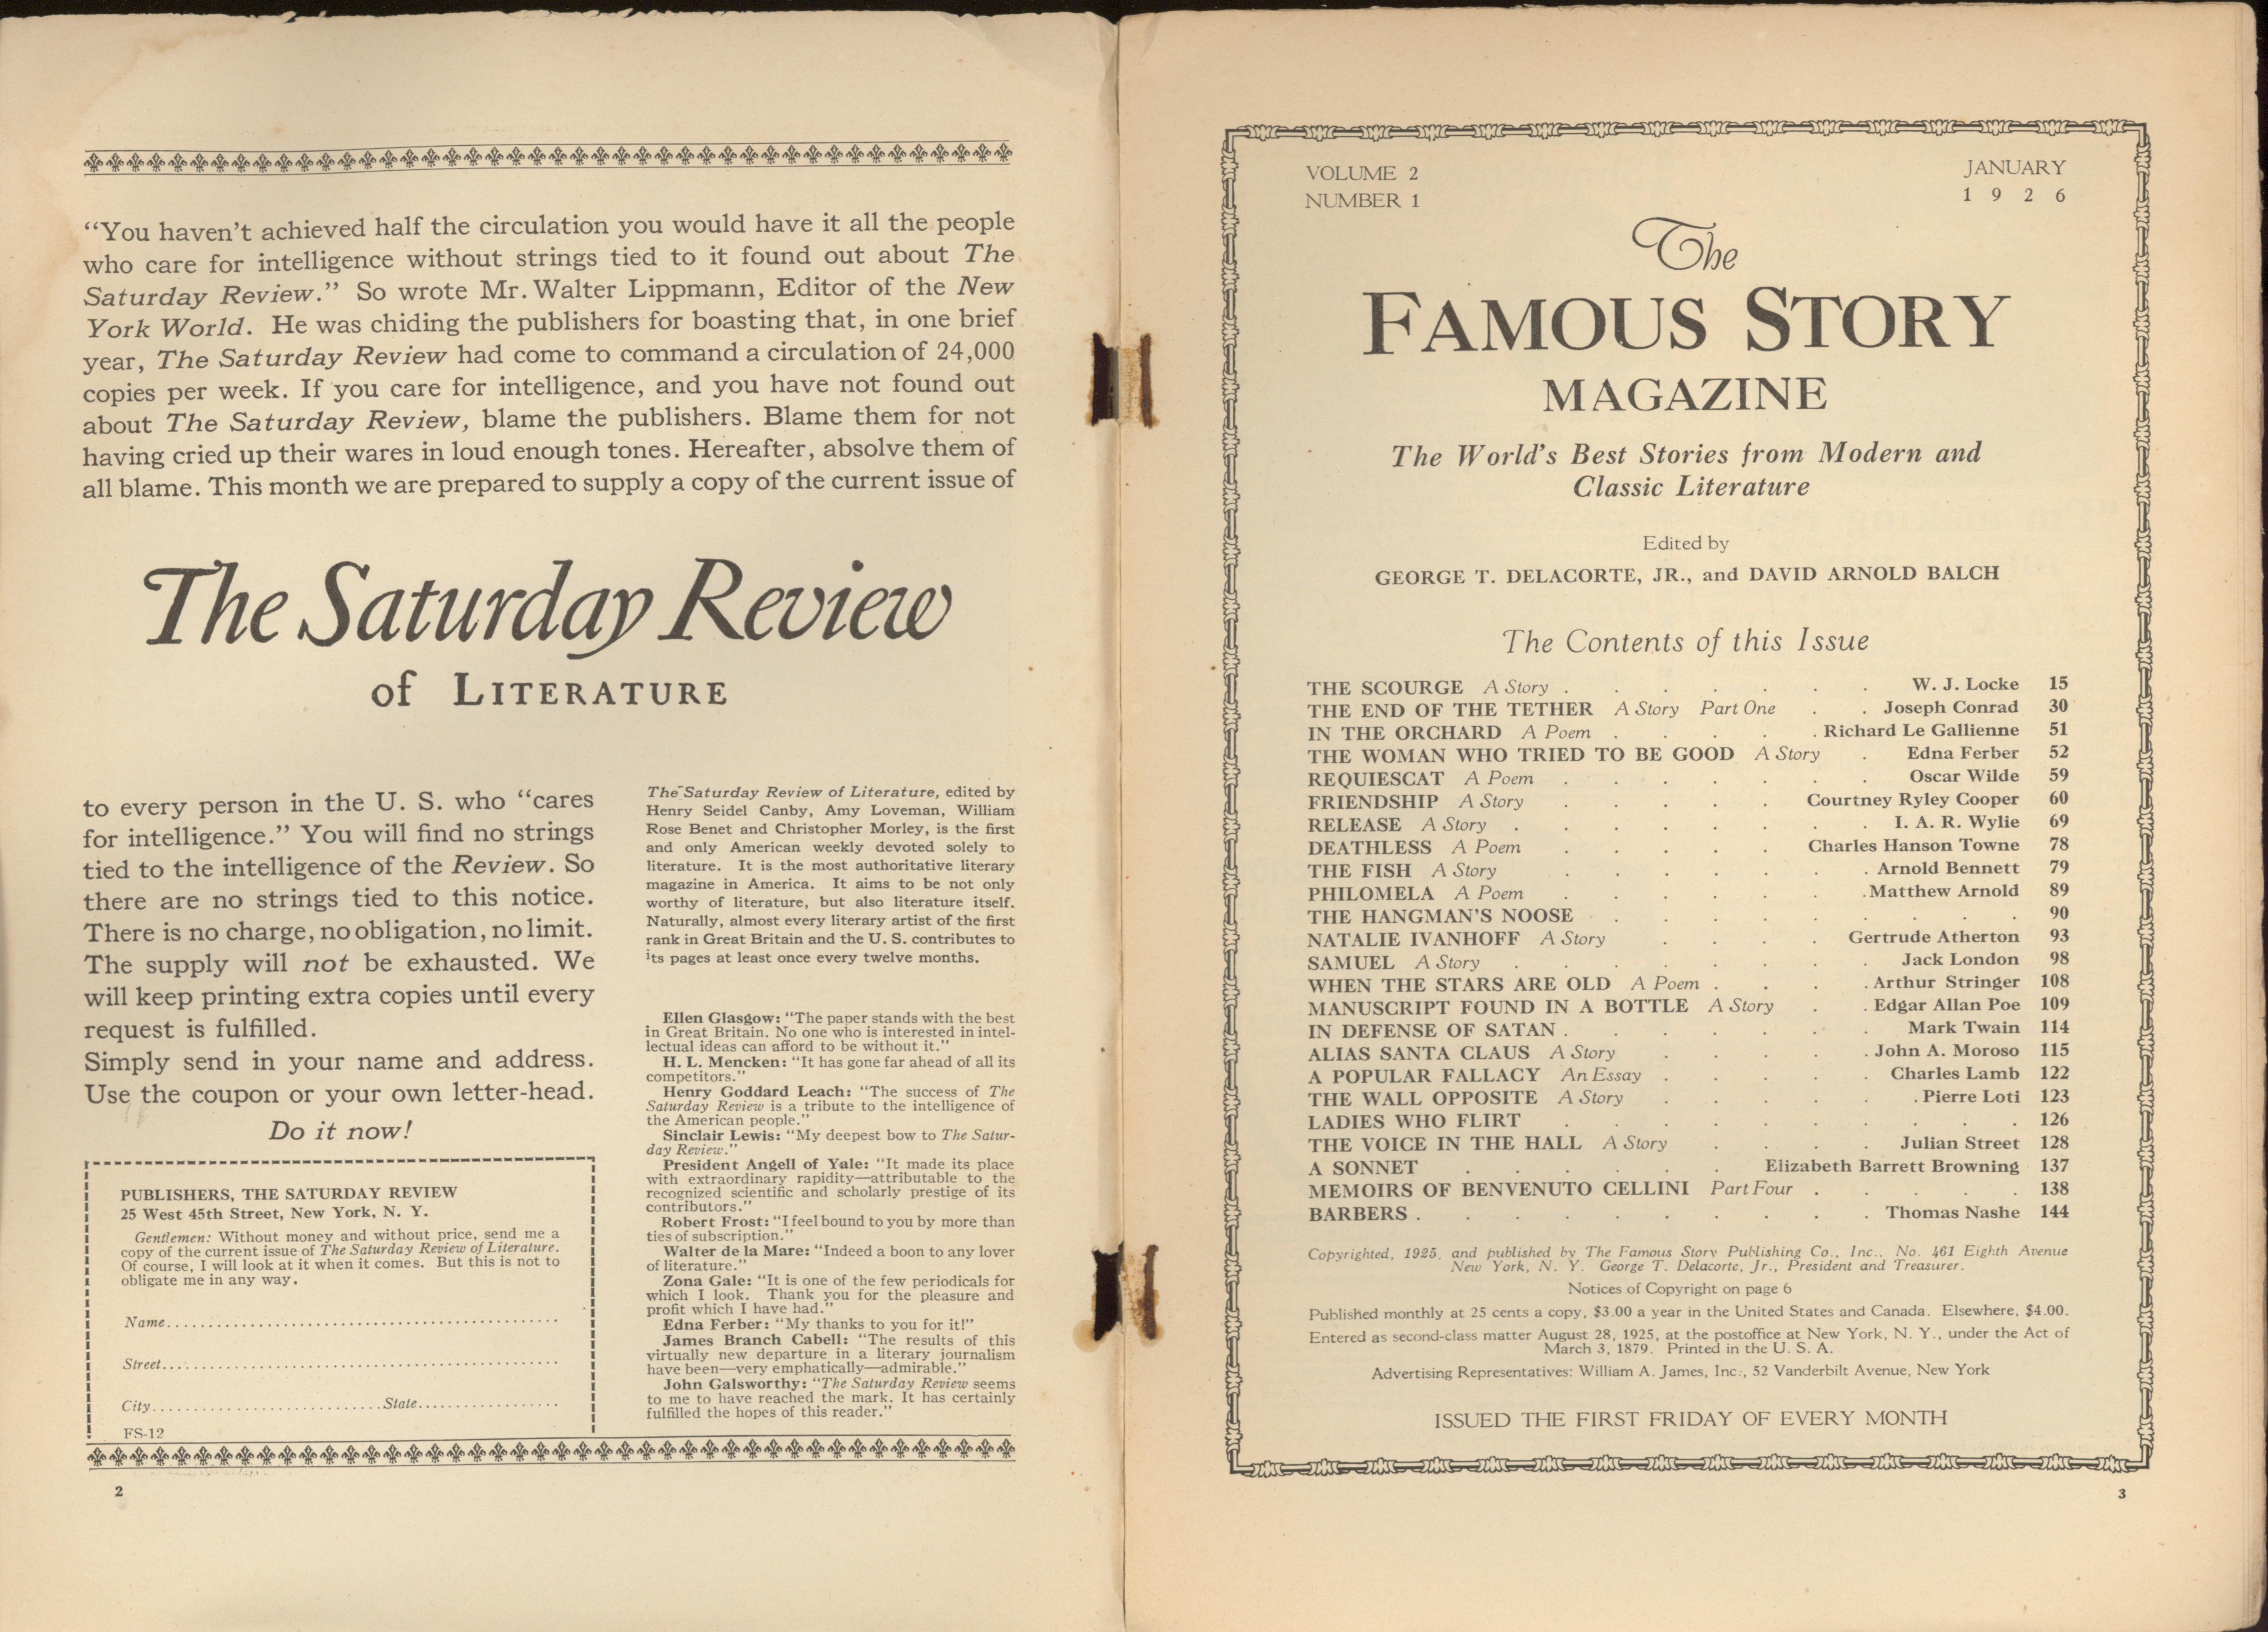 “You haven’t achieved half the circulation you would have it all the people
who care for intelligence without strings tied to it found out about The
Saturday Review.” So wrote Mr. Walter Lippmann, Editor of the New
York World. He was chiding the publishers for boasting that, in one brief
year, The Saturday Review had come to command a circulation of 24,000
copies per week. If you care for intelligence, and you have not found out
about The Saturday Review, blame the publishers. Blame them for not
having cried up their wares in loud enough tones. Hereafter, absolve them of
all blame. This month we are prepared to supply a copy of the current issue of
The Saturday Review
of LITERATURE
to every person in the U. S. who “cares
for intelligence.” You will find no strings
tied to the intelligence of the Review. So
there are no strings tied to this notice.
There is no charge, no obligation, no limit.
The supply will not be exhausted. We
will keep printing extra copies until every
request is fulfilled.
Simply send in your name and address.
Use the coupon or your own letter-head.
Do it now!
PUBLISHERS, THE SATURDAY REVIEW
25 West 45th Street, New York, N. Y.
Gentlemen: Without money and without price, send me a
copy of the current issue of The Saturday Review of Literature.
Of course, I will look at it when it comes. But this is not to
obligate me in any way.
Name
Street
City State
FS-12
The Saturday Review of Literature, edited by
Henry Seidel Canby, Amy Loveman, William
Rose Benet and Christopher Morley, is the first
and only American weekly devoted solely to
literature. It is the most authoritative literary
magazine in America. It aims to be not only
worthy of literature, but also literature itself.
Naturally, almost every literary artist of the first
rank in Great Britain and the U. S. contributes to
its pages at least once every twelve months.
Ellen Glasgow: “The paper stands with the best
in Great Britain. No one who is interested in intel-
lectual ideas can afford to be without it.”
H. L. Mencken: “It has gone far ahead of all its
competitors.”
Henry Goddard Leach: “The success of The
Saturday Review is a tribute to the intelligence of
the American people.”
Sinclair Lewis: “My deepest bow to The Satur-
day Review.”
President Angell of Yale: “It made its place
with extraordinary rapidity—attributable to the
recognized scientific and scholarly prestige of its
contributors.”
Robert Frost: “I feel bound to you by more than
ties of subscription.”
Walter de la Mare: “Indeed a boon to any lover
of literature.”
Zona Gale: “It is one of the few periodicals for
which I look. Thank you for the pleasure and
profit which I have had.”
Edna Ferber: “My thanks to you for it!”
James Branch Cabell: “The results of this
virtually new departure in a literary journalism
have been—very emphatically—admirable.”
John Galsworthy: “The Saturday Review seems
to me to have reached the mark. It has certainly
fulfilled the hopes of this reader.”
2
VOLUME 2 JANUARY
NUMBER 1 1 9 2 6
The
FAMOUS STORY
MAGAZINE
The World’s Best Stories from Modern and
Classic Literature
Edited by
GEORGE T. DELACORTE, JR., and DAVID ARNOLD BALCH
The Contents of this Issue
THE SCOURGE A Story W. J. Locke 15
THE END OF THE TETHER A Story Part One Joseph Conrad 30
IN THE ORCHARD A Poem Richard Le Gallienne 51
THE WOMAN WHO TRIED TO BE GOOD A Story Edna Ferber 52
REQUIESCAT A Poem Oscar Wilde 59
FRIENDSHIP A Story Courtney Ryley Cooper 60
RELEASE A Story I. A. R. Wylie 69
DEATHLESS A Poem Charles Hanson Towne 78
THE FISH A Story Arnold Bennett 79
PHILOMELA A Poem Matthew Arnold 89
THE HANGMAN’S NOOSE 90
NATALIE IVANHOFF A Story Gertrude Atherton 93
SAMUEL A Story Jack London 98
WHEN THE STARS ARE OLD A Poem Arthur Stringer 108
MANUSCRIPT FOUND IN A BOTTLE A Story Edgar Allan Poe 109
IN DEFENSE OF SATAN Mark Twain 114
ALIAS SANTA CLAUS A Story John A. Moroso 115
A POPULAR FALLACY An Essay Charles Lamb 122
THE WALL OPPOSITE A Story Pierre Loti 123
LADIES WHO FLIRT 126
THE VOICE IN THE HALL A Story Julian Street 128
A SONNET Elizabeth Barrett Browning 137
MEMOIRS OF BENVENUTO CELLINI Part Four 138
BARBERS Thomas Nashe 144
Copyrighted, 1925, and published by The Famous Story Publishing Co., Inc., No. 461 Eighth Avenue
New York, N. Y. George T. Delacorte, Jr., President and Treasurer.
Notices of Copyright on page 6
Published monthly at 25 cents a copy, $3.00 a year in the United States and Canada. Elsewhere, $4.00.
Entered as second-class matter August 28, 1925, at the postoffice at New York, N. Y., under the Act of
March 3, 1879. Printed in the U. S. A.
Advertising Representatives: William A. James, Inc., 52 Vanderbilt Avenue, New York
ISSUED THE FIRST FRIDAY OF EVERY MONTH
3